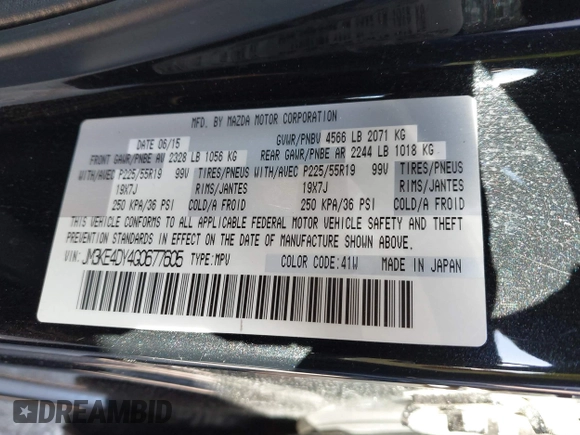 MFD. BY MAZDA MOTOR CORPORATION
DATE 06/15 GVWR/PNBV 4566 LB 2071 KG
FRONT GAWR/PNBE AV 2328 LB 1056 KG REAR GAWR/PNBE AR 2244 LB 1018 KG
WITH/AVEC P225/55R19 99V TIRES/PNEUS WITH/AVEC P225/55R19 99V TIRES/PNEUS
19X7J RIMS/JANTES 19X7J RIMS/JANTES
250 KPA/36 PSI COLD/A FROID 250 KPA/36 PSI COLD/A FROID
THIS VEHICLE CONFORMS TO ALL APPLICABLE FEDERAL MOTOR VEHICLE SAFETY AND THEFT
PREVENTION STANDARDS IN EFFECT ON THE DATE OF MANUFACTURE SHOWN ABOVE.
VIN: JM3KE4DY4G0677605 TYPE:MPV COLOR CODE:41W MADE IN JAPAN
DREAMBID